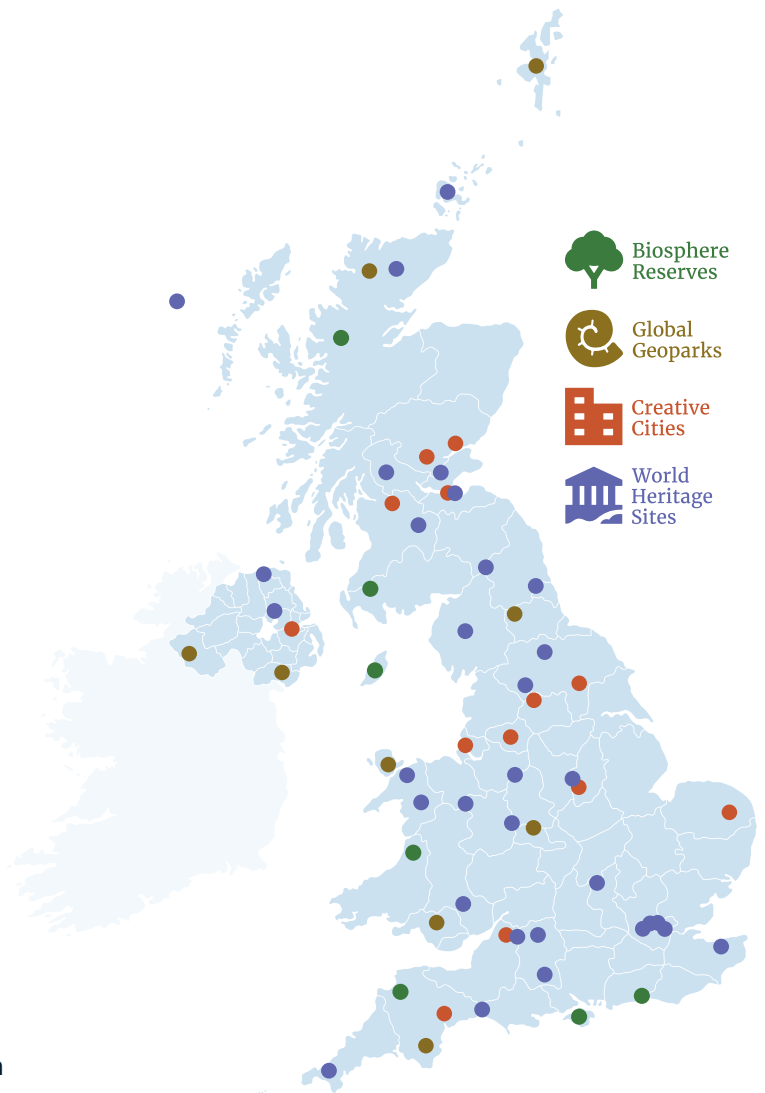 Biosphere
Reserves
Global
Geoparks
Creative
Cities
World
Heritage
Sites